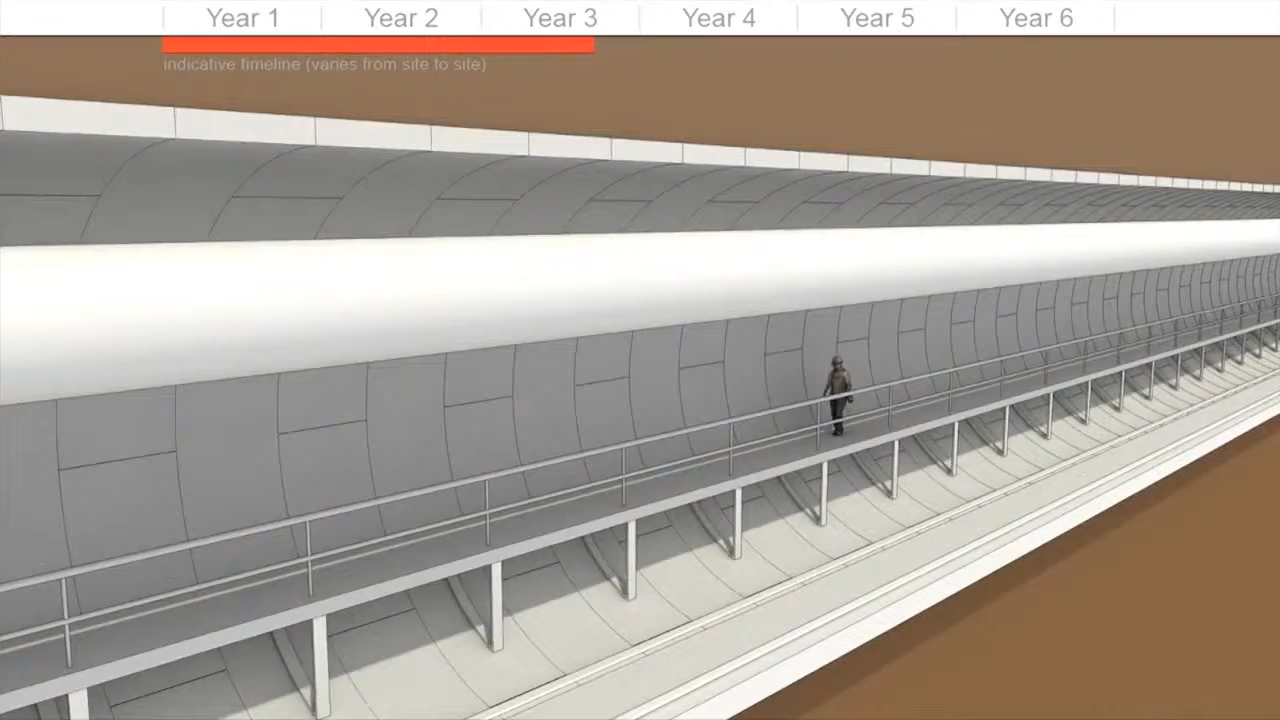 Year 1 Year 2 Year 3 Year 4 Year 5 Year 6
indicative timeline (varies from site to site)